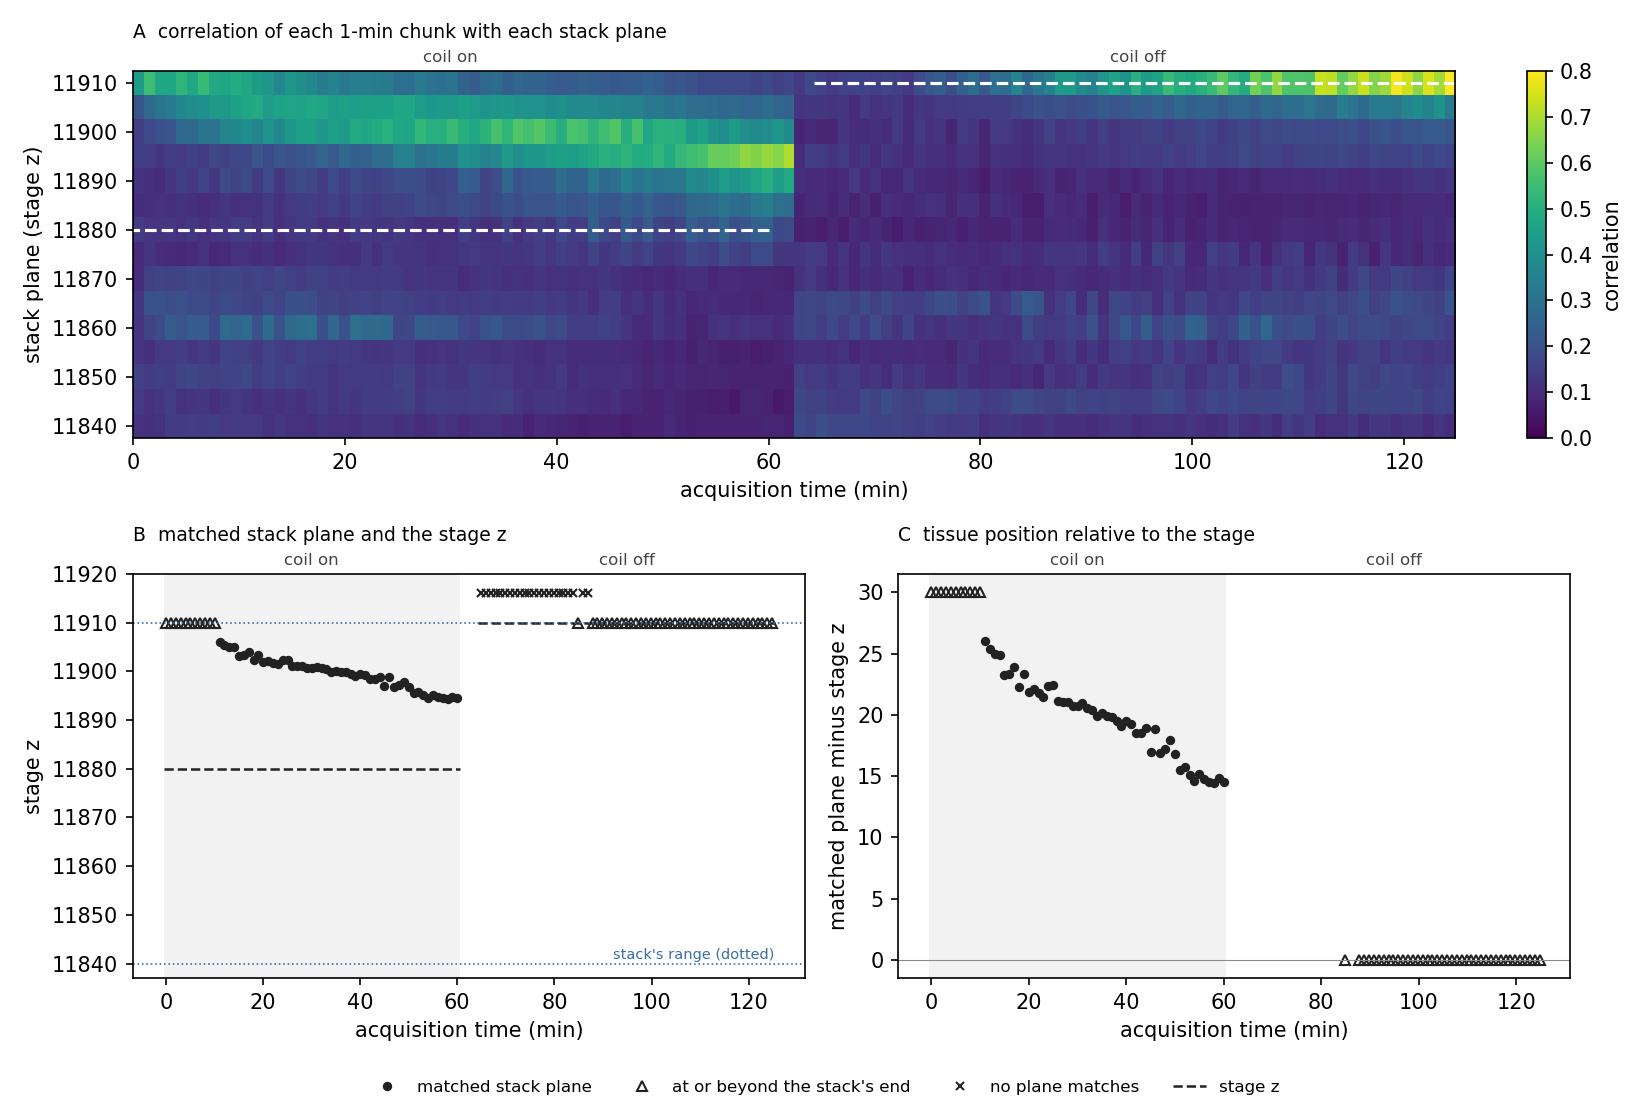 A  correlation of each 1-min chunk with each stack plane
coil on
coil off
11910
11900
11890
11880
11870
11860
11850
11840
stack plane (stage z)
0
20
40
60
80
100
120
acquisition time (min)
0.8
0.7
0.6
0.5
0.4
0.3
0.2
0.1
0.0
correlation
B  matched stack plane and the stage z
coil on
coil off
11920
11910
11900
11890
11880
11870
11860
11850
11840
stage z
stack's range (dotted)
0
20
40
60
80
100
120
acquisition time (min)
C  tissue position relative to the stage
coil on
coil off
30
25
20
15
10
5
0
matched plane minus stage z
0
20
40
60
80
100
120
acquisition time (min)
matched stack plane
at or beyond the stack's end
no plane matches
stage z